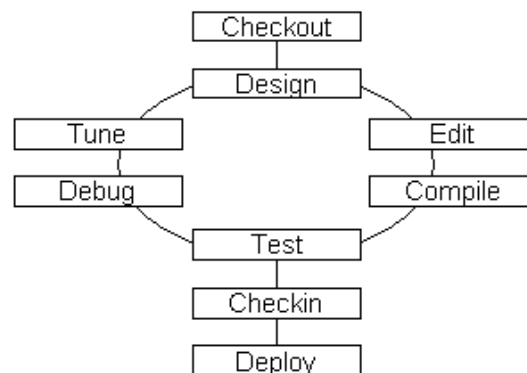 Checkout
Design
Tune
Edit
Debug
Compile
Test
Checkin
Deploy